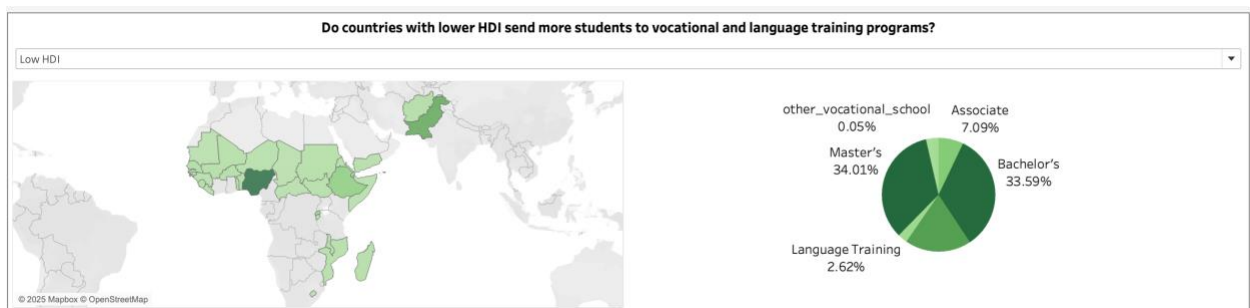 Do countries with lower HDI send more students to vocational and language training programs?
Low HDI
other_vocational_school
0.05%
Associate
7.09%
Master's
34.01%
Bachelor's
33.59%
Language Training
2.62%
© 2025 Mapbox © OpenStreetMap